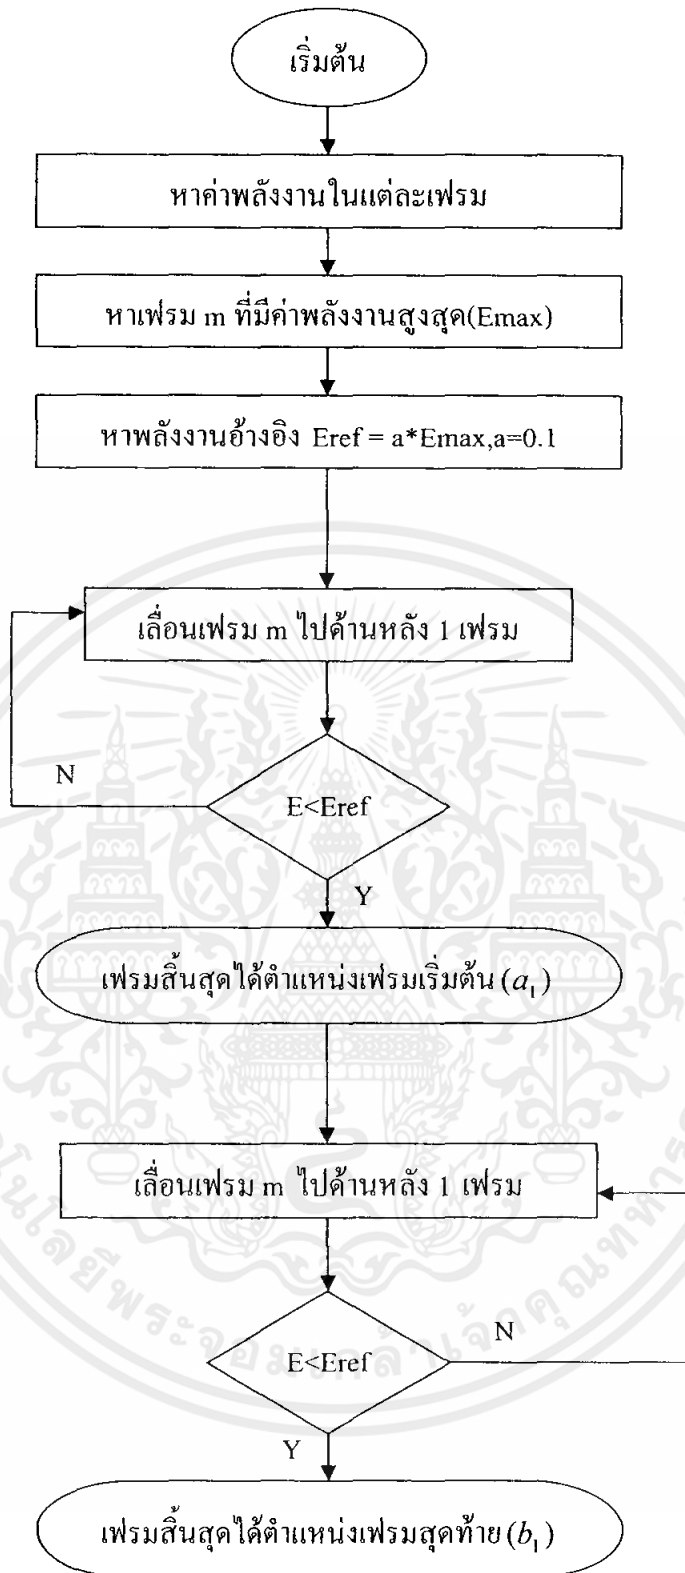 เริ่มต้น
หาค่าพลังงานในแต่ละเฟรม
หาเฟรม m ที่มีค่าพลังงานสูงสุด(Emax)
หาพลังงานอ้างอิง Eref = a*Emax,a=0.1
เลื่อนเฟรม m ไปด้านหลัง 1 เฟรม
N
E<Eref
Y
เฟรมสิ้นสุดได้ตำแหน่งเฟรมเริ่มต้น (a₁)
เลื่อนเฟรม m ไปด้านหลัง 1 เฟรม
E<Eref
N
Y
เฟรมสิ้นสุดได้ตำแหน่งเฟรมสุดท้าย (b₁)